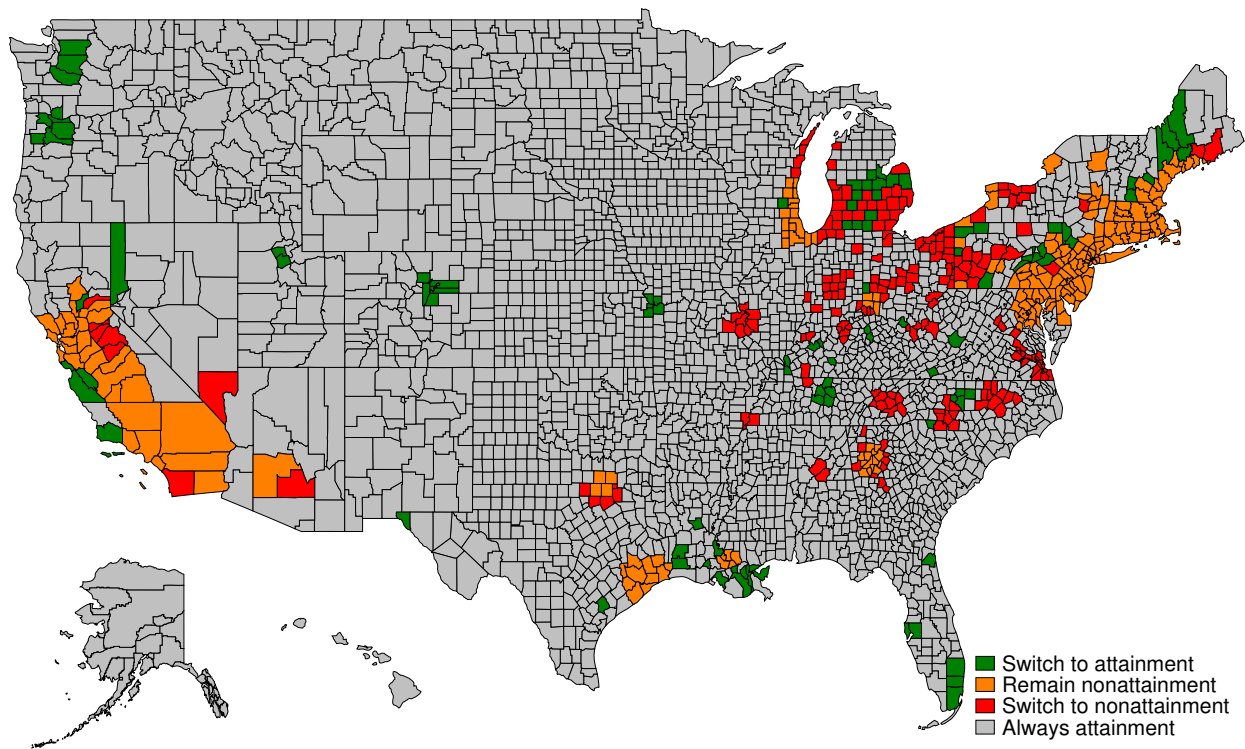 Switch to attainment
Remain nonattainment
Switch to nonattainment
Always attainment